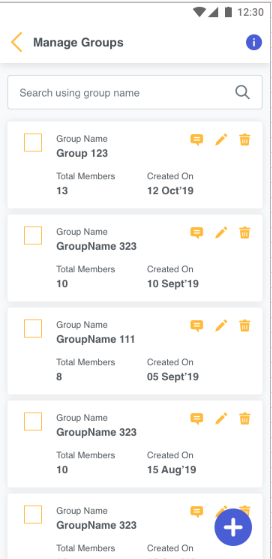 12:30
Manage Groups
Search using group name
Group Name
Group 123
Total Members Created On
13 12 Oct'19
Group Name
GroupName 323
Total Members Created On
10 10 Sept'19
Group Name
GroupName 111
Total Members Created On
8 05 Sept'19
Group Name
GroupName 323
Total Members Created On
10 15 Aug'19
Group Name
GroupName 323
Total Members Created On